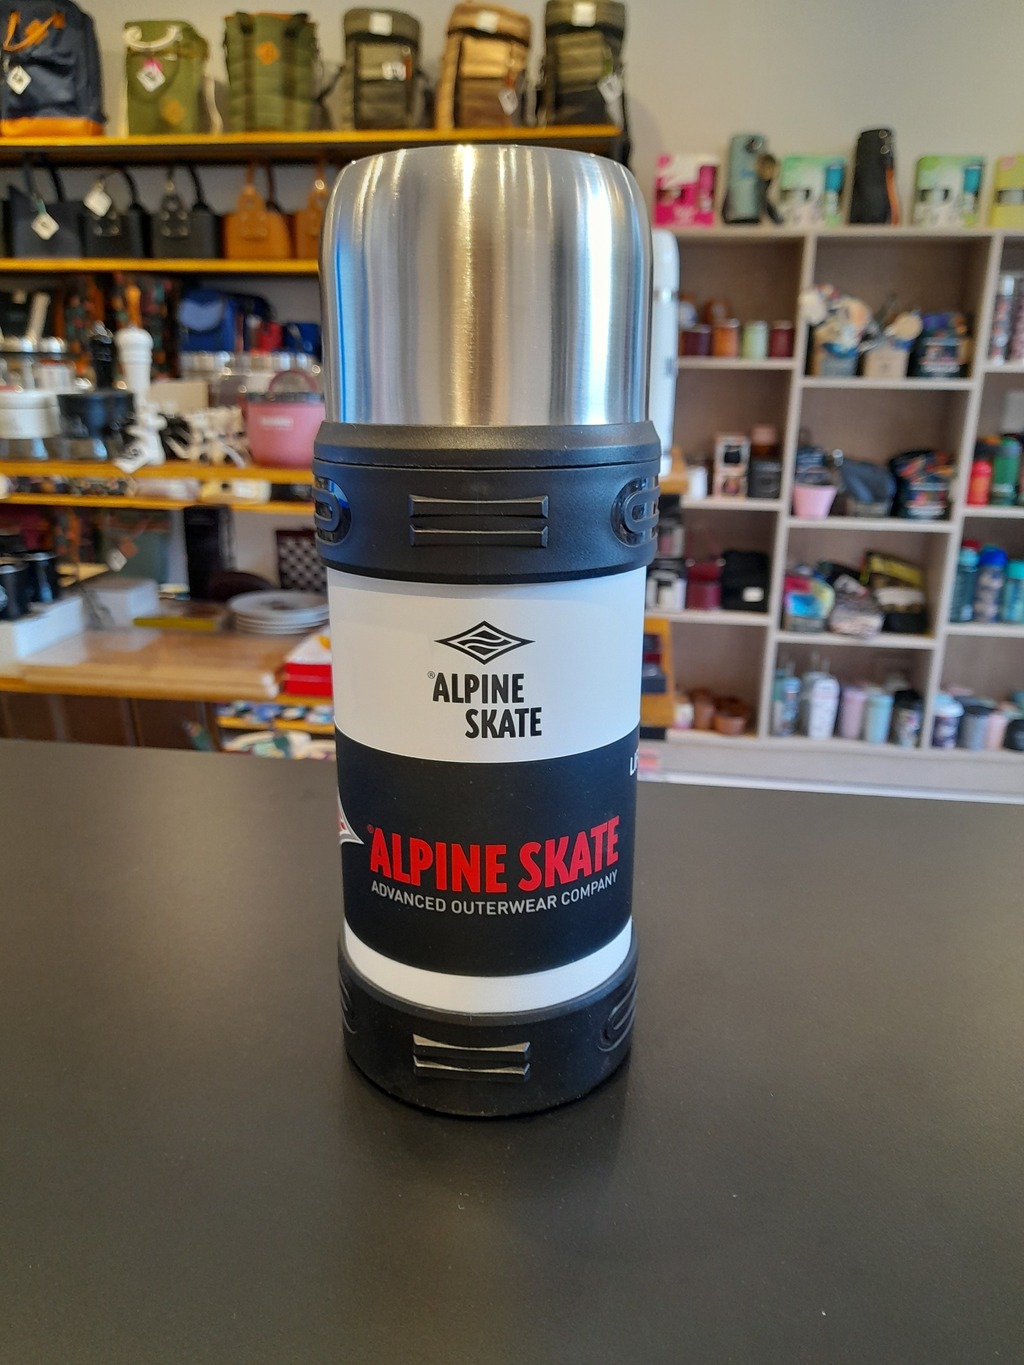 ®ALPINE
SKATE
®ALPINE SKATE
ADVANCED OUTERWEAR COMPANY